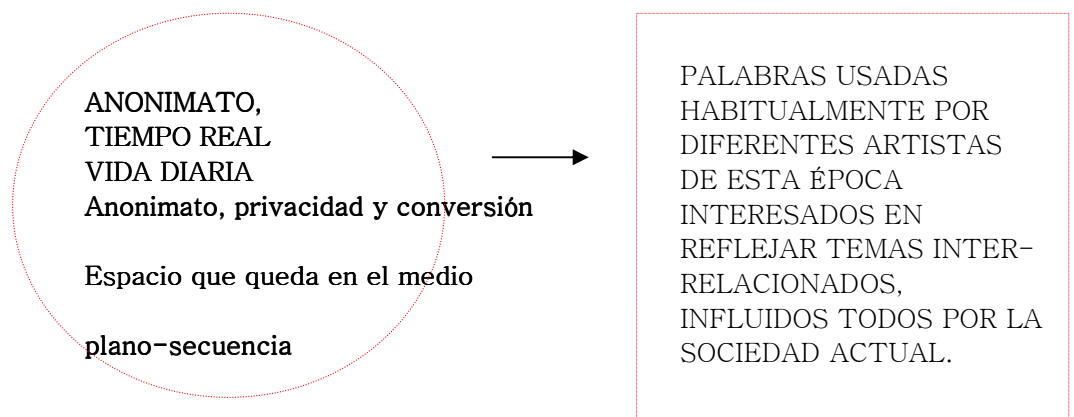 ANONIMATO,
TIEMPO REAL
VIDA DIARIA
Anonimato, privacidad y conversión
Espacio que queda en el medio
plano-secuencia
PALABRAS USADAS
HABITUALMENTE POR
DIFERENTES ARTISTAS
DE ESTA ÉPOCA
INTERESADOS EN
REFLEJAR TEMAS INTER-
RELACIONADOS,
INFLUIDOS TODOS POR LA
SOCIEDAD ACTUAL.